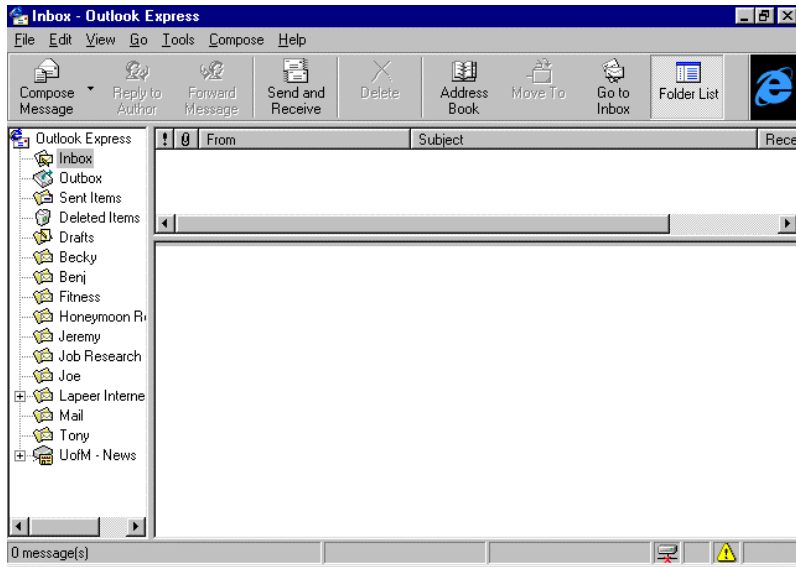 Inbox - Outlook Express
File Edit View Go Tools Compose Help
Compose Message
Reply to Author
Forward Message
Send and Receive
Delete
Address Book
Move To
Go to Inbox
Folder List
Outlook Express
! From Subject Rece
Inbox
Outbox
Sent Items
Deleted Items
Drafts
Becky
Benj
Fitness
Honeymoon R
Jeremy
Job Research
Joe
Lapeer Interne
Mail
Tony
UofM - News
0 message(s)